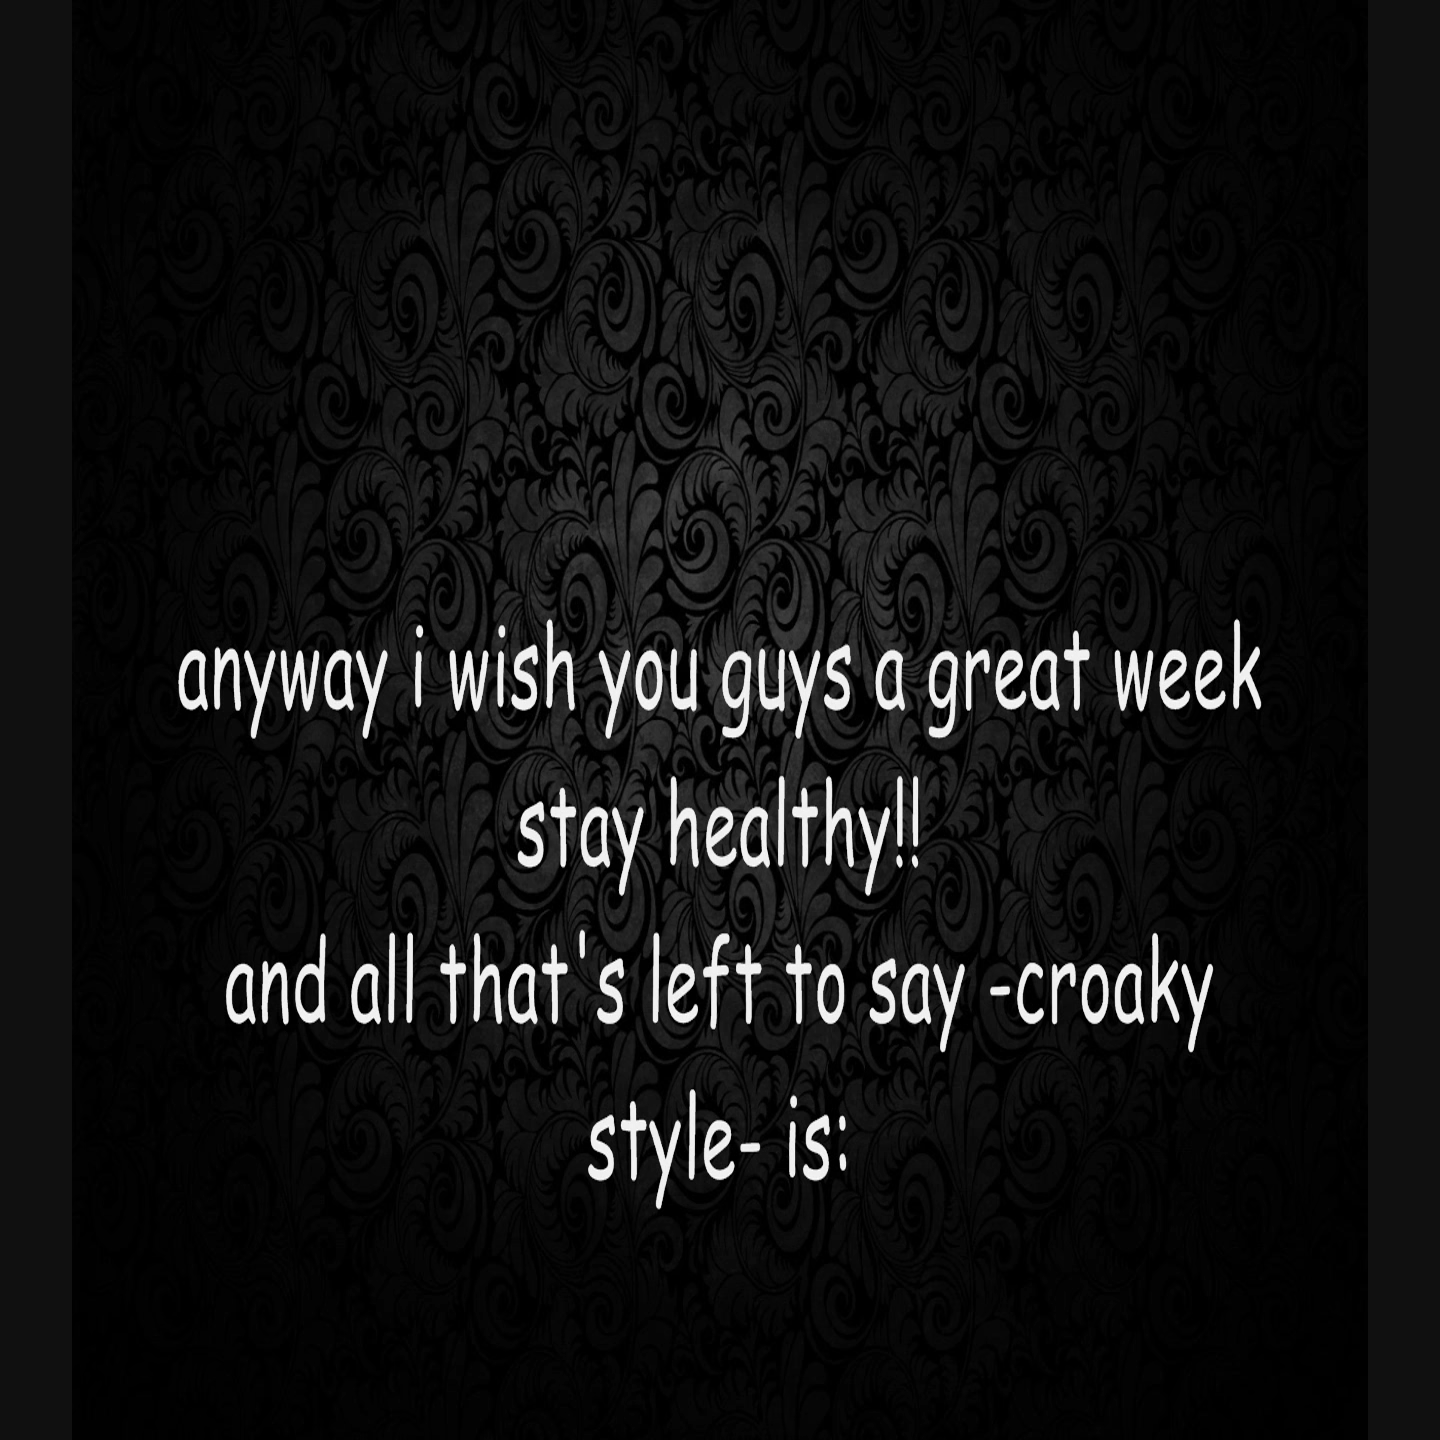 anyway i wish you guys a great week
stay healthy!!
and all that's left to say -croaky
style- is: